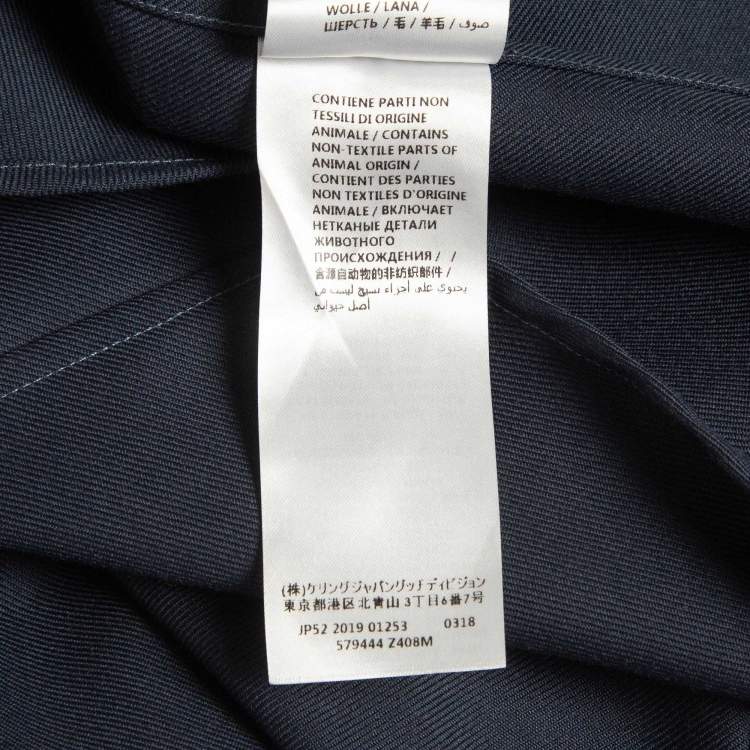 WOLLE / LANA /
ШЕРСТЬ / 毛 / 羊毛 / صوف /
CONTIENE PARTI NON
TESSILI DI ORIGINE
ANIMALE / CONTAINS
NON-TEXTILE PARTS OF
ANIMAL ORIGIN /
CONTIENT DES PARTIES
NON TEXTILES D'ORIGINE
ANIMALE / ВКЛЮЧАЕТ
НЕТКАНЫЕ ДЕТАЛИ
ЖИВОТНОГО
ПРОИСХОЖДЕНИЯ / /
含源自动物的非纺织部件 /
يحتوي على أجزاء نسيج ليست من
أصل حيواني
(株)ケリングジャパングッチディビジョン
東京都港区北青山3丁目6番7号
JP52 2019 01253 0318
579444 Z408M